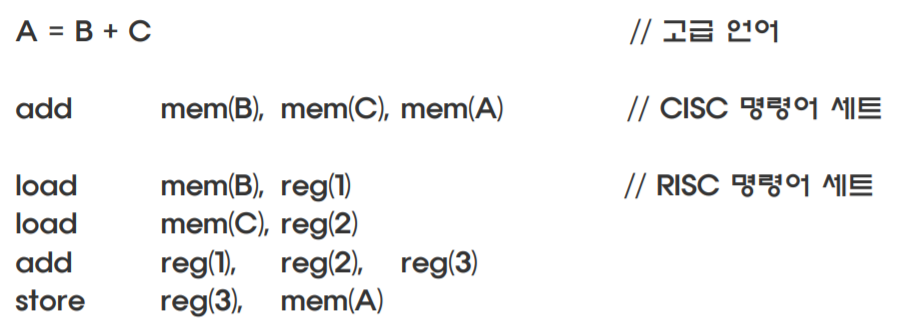 A = B + C // 고급 언어
add mem(B), mem(C), mem(A) // CISC 명령어 세트
load mem(B), reg(1) // RISC 명령어 세트
load mem(C), reg(2)
add reg(1), reg(2), reg(3)
store reg(3), mem(A)